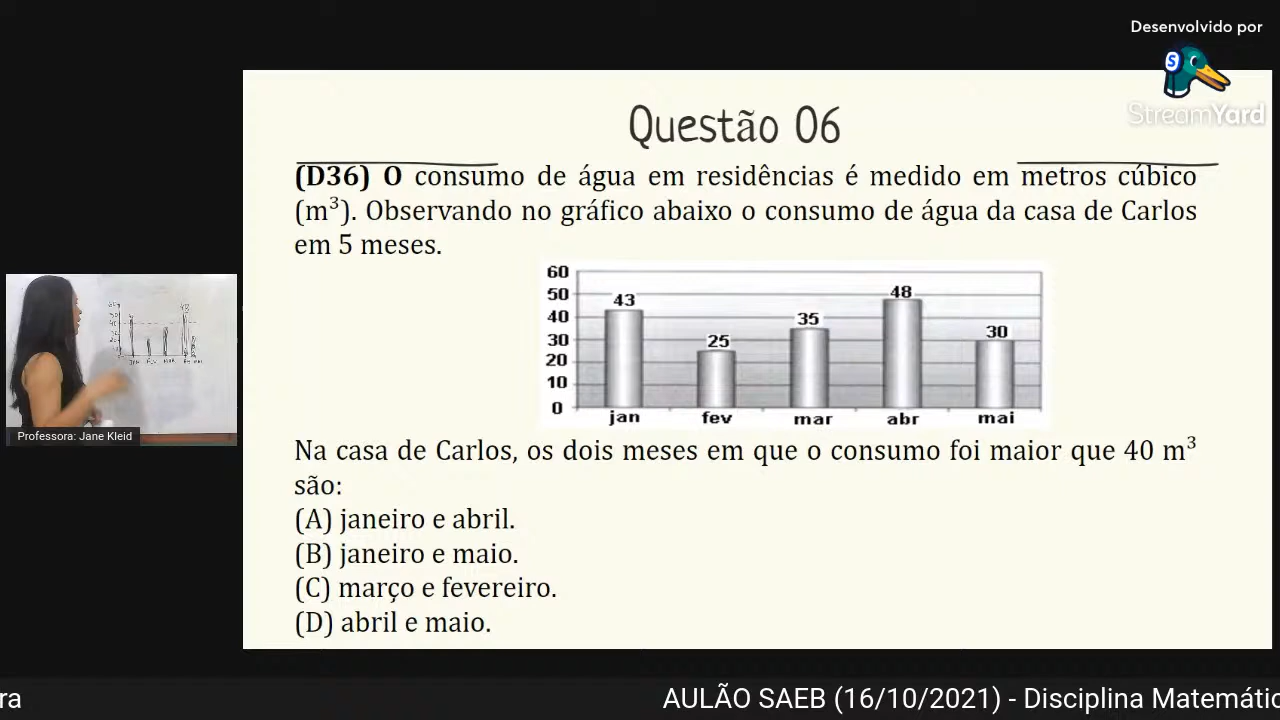 Desenvolvido por
StreamYard
Questão 06
(D36) O consumo de água em residências é medido em metros cúbico
(m³). Observando no gráfico abaixo o consumo de água da casa de Carlos
em 5 meses.
60
50
40
30
20
10
0
43
25
35
48
30
jan fev mar abr mai
Na casa de Carlos, os dois meses em que o consumo foi maior que 40 m³
são:
(A) janeiro e abril.
(B) janeiro e maio.
(C) março e fevereiro.
(D) abril e maio.
Professora: Jane Kleid
ra
AULÃO SAEB (16/10/2021) - Disciplina Matemátic